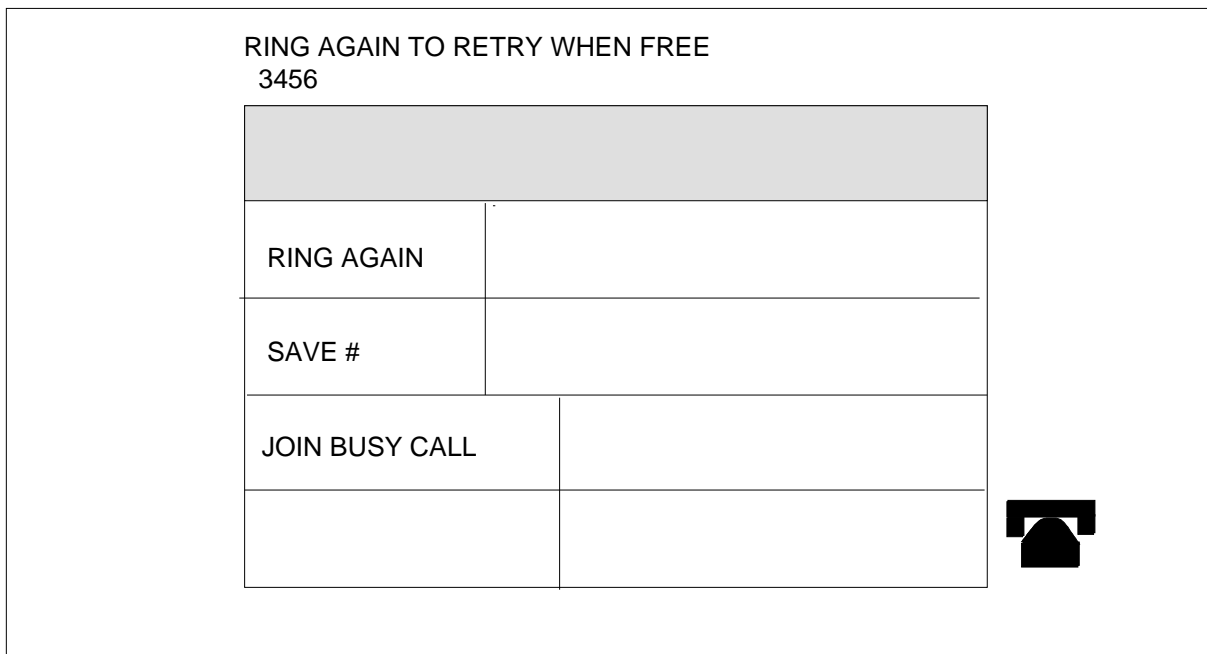 RING AGAIN TO RETRY WHEN FREE
3456
RING AGAIN
SAVE #
JOIN BUSY CALL